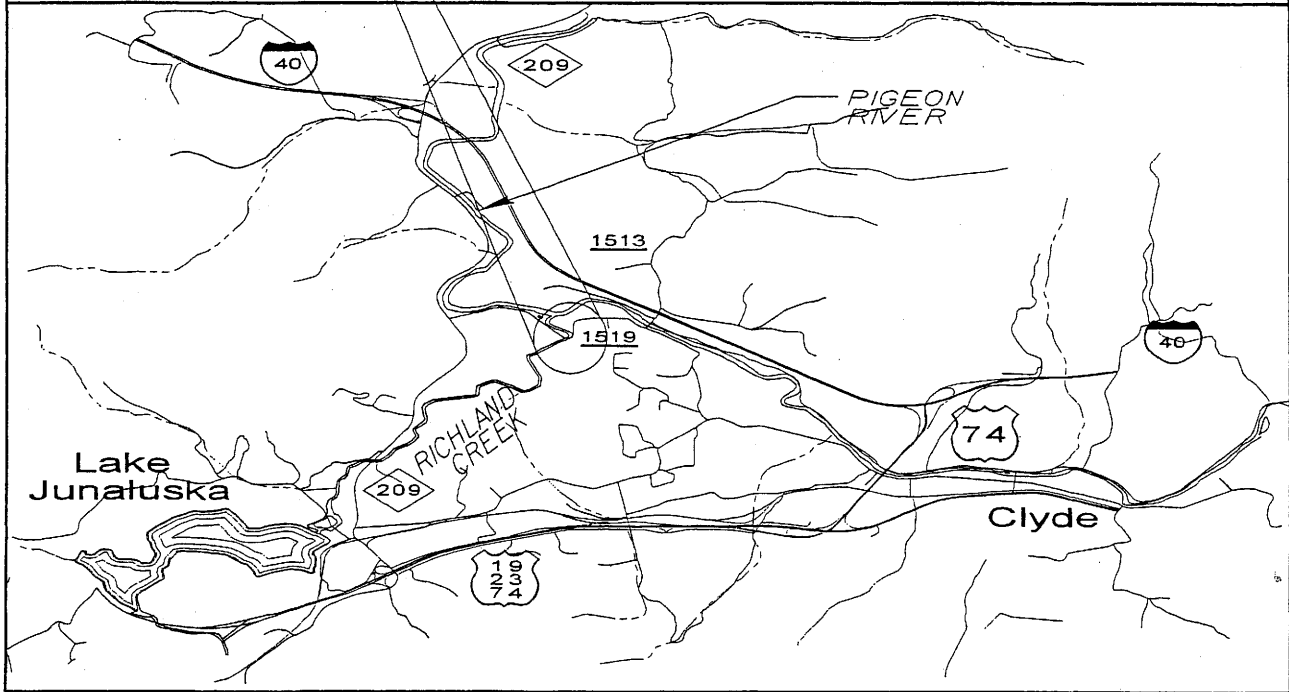 40
209
PIGEON
RIVER
1513
1519
40
74
RICHLAND
CREEK
209
Lake
Junaluska
Clyde
19
23
74